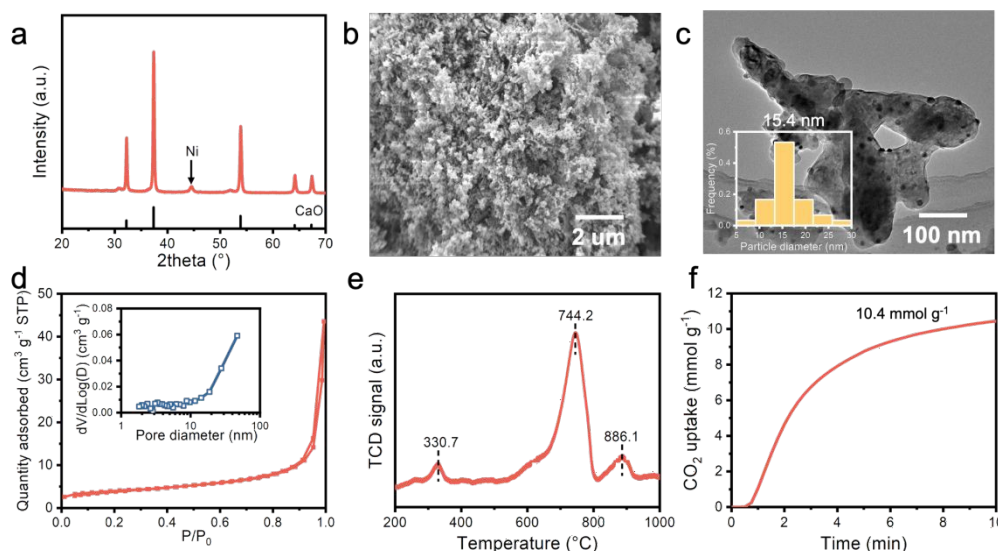 a
Intensity (a.u.)
Ni
CaO
20 30 40 50 60 70
2theta (°)
b
2 um
c
15.4 nm
Frequency (%)
0.6
0.4
0.2
0.0
5 10 15 20 25 30
Particle diameter (nm)
100 nm
d
Quantity adsorbed (cm³ g⁻¹ STP)
50
40
30
20
10
0
0.0 0.2 0.4 0.6 0.8 1.0
P/P₀
dV/dLog(D) (cm³ g⁻¹)
0.08
0.06
0.04
0.02
0.00
1 10 100
Pore diameter (nm)
e
TCD signal (a.u.)
330.7
744.2
886.1
200 400 600 800 1000
Temperature (°C)
f
CO₂ uptake (mmol g⁻¹)
12
10
8
6
4
2
0
10.4 mmol g⁻¹
0 2 4 6 8 10
Time (min)